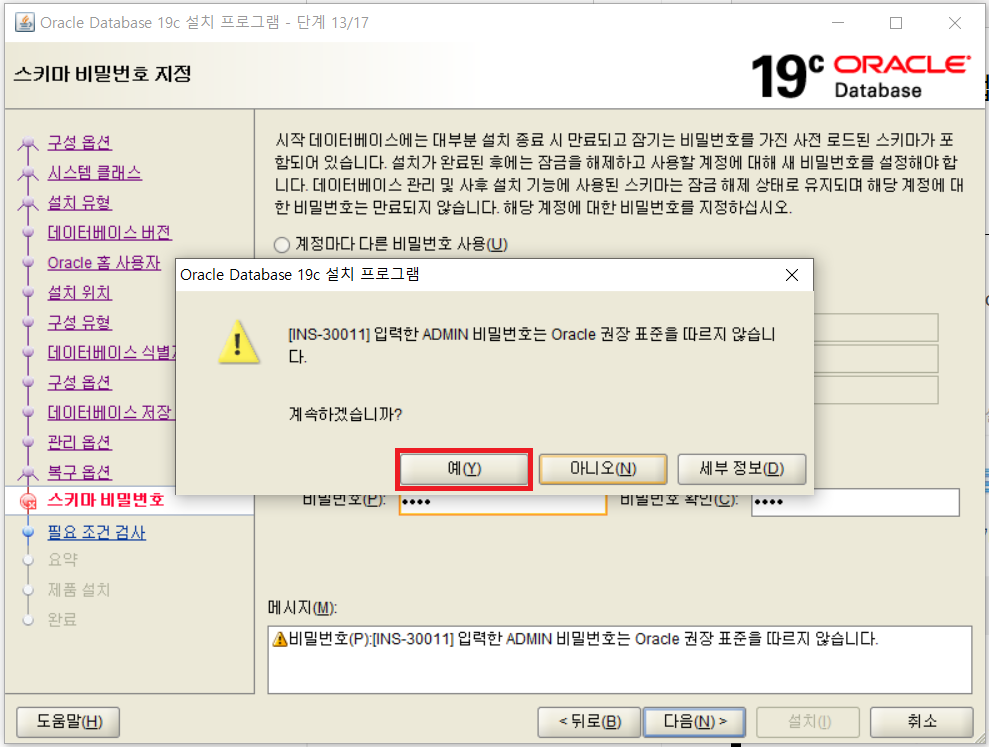 Oracle Database 19c 설치 프로그램 - 단계 13/17
스키마 비밀번호 지정
19c ORACLE
Database
구성 옵션
시스템 클래스
설치 유형
데이터베이스 버전
Oracle 홈 사용자
설치 위치
구성 유형
데이터베이스 식별
구성 옵션
데이터베이스 저장
관리 옵션
복구 옵션
스키마 비밀번호
필요 조건 검사
요약
제품 설치
완료
시작 데이터베이스에는 대부분 설치 종료 시 만료되고 잠기는 비밀번호를 가진 사전 로드된 스키마가 포
함되어 있습니다. 설치가 완료된 후에는 잠금을 해제하고 사용할 계정에 대해 새 비밀번호를 설정해야 합
니다. 데이터베이스 관리 및 사후 설치 기능에 사용된 스키마는 잠금 해제 상태로 유지되며 해당 계정에 대
한 비밀번호는 만료되지 않습니다. 해당 계정에 대한 비밀번호를 지정하십시오.
계정마다 다른 비밀번호 사용(U)
Oracle Database 19c 설치 프로그램
[INS-30011] 입력한 ADMIN 비밀번호는 Oracle 권장 표준을 따르지 않습니
다.
계속하겠습니까?
예(Y) 아니오(N) 세부 정보(D)
비밀번호(P): •••• 비밀번호 확인(C): ••••
메시지(M):
비밀번호(P):[INS-30011] 입력한 ADMIN 비밀번호는 Oracle 권장 표준을 따르지 않습니다.
도움말(H) < 뒤로(B) 다음(N) > 설치(I) 취소